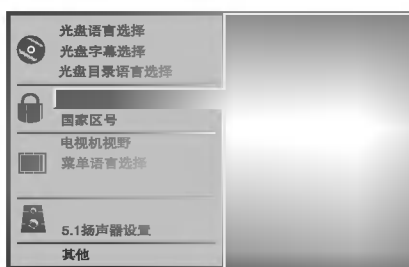 光盘语言选择
光盘字幕选择
光盘目录语言选择
国家区号
电视机视野
菜单语言选择
5.1扬声器设置
其他